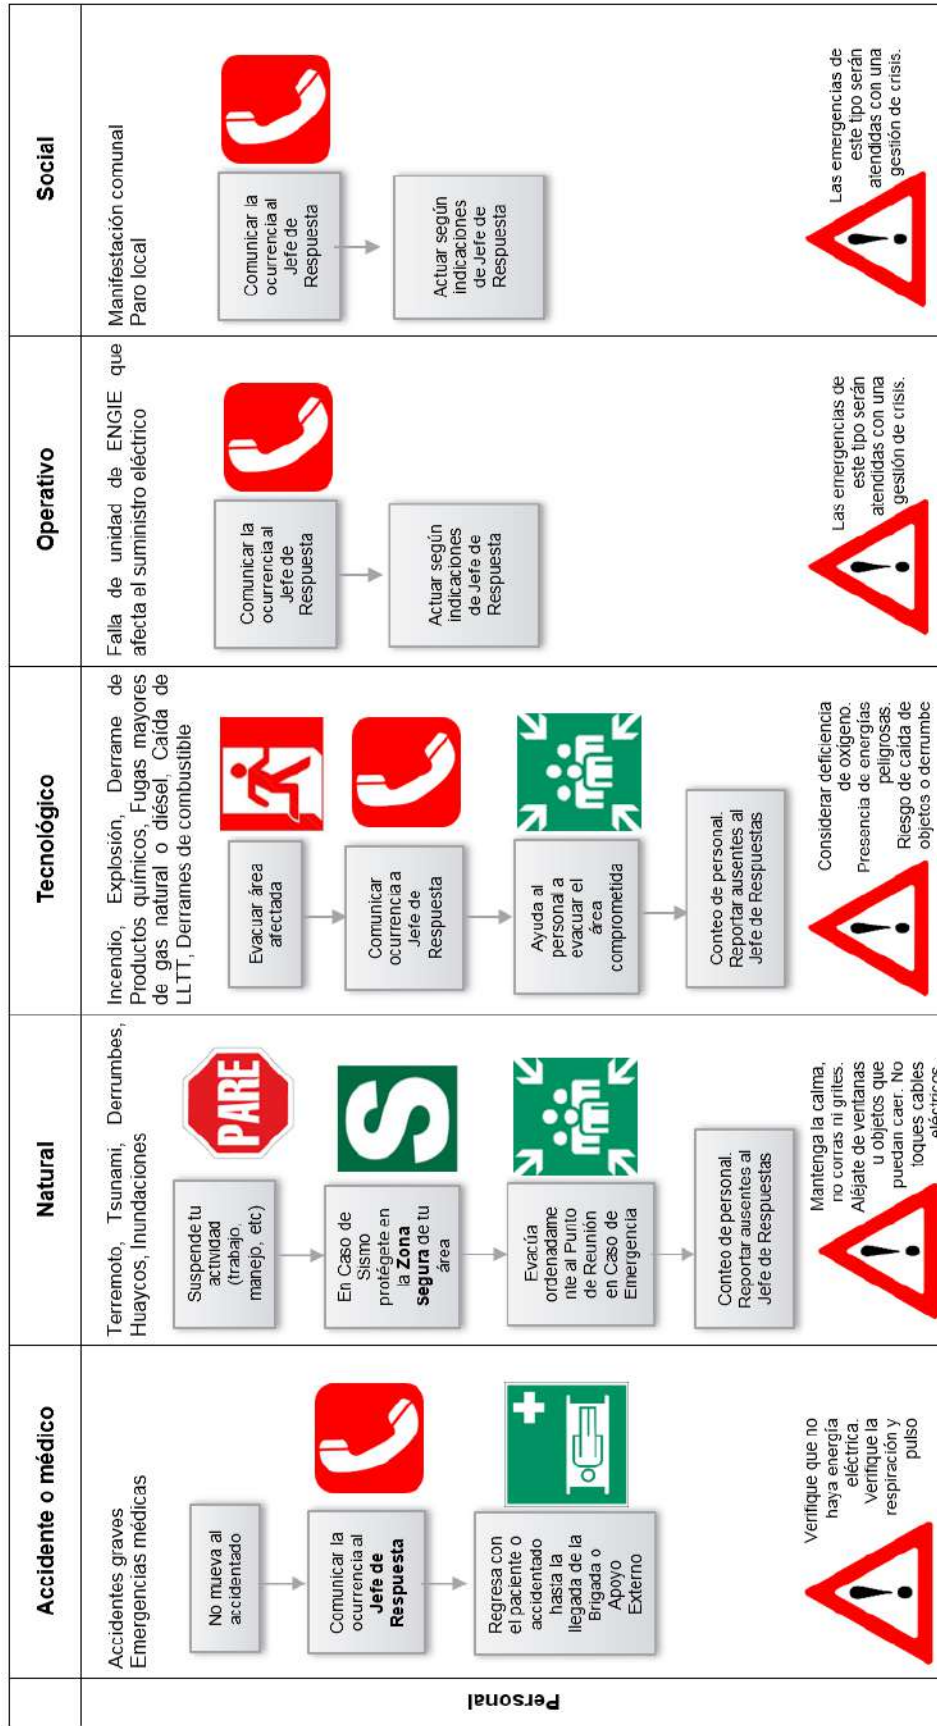 Accidente o médico
Natural
Tecnológico
Operativo
Social
Personal
Accidentes graves
Emergencias médicas
No mueva al
accidentado
Comunicar la
ocurrencia al
Jefe de
Respuesta
Regresa con
el paciente o
accidentado
hasta la
llegada de la
Brigada o
Apoyo
Externo
Verifique que no
haya energía
eléctrica.
Verifique la
respiración y
pulso
Terremoto, Tsunami, Derrumbes,
Huaycos, Inundaciones
Suspende tu
actividad
(trabajo,
manejo, etc)
PARE
En Caso de
Sismo
protégete en
la Zona
segura de tu
área
S
Evacúa
ordenadame
nte al Punto
de Reunión
en Caso de
Emergencia
Conteo de personal.
Reportar ausentes al
Jefe de Respuestas
Mantenga la calma,
no corras ni grites.
Aléjate de ventanas
u objetos que
puedan caer. No
toques cables
eléctricos.
Incendio, Explosión, Derrame de
Productos químicos, Fugas mayores
de gas natural o diésel, Caída de
LLTT, Derrames de combustible
Evacuar área
afectada
Comunicar
ocurrencia a
Jefe de
Respuesta
Ayuda al
personal a
evacuar el
área
comprometida
Conteo de personal.
Reportar ausentes al
Jefe de Respuestas
Considerar deficiencia
de oxígeno.
Presencia de energías
peligrosas.
Riesgo de caída de
objetos o derrumbe
Falla de unidad de ENGIE que
afecta el suministro eléctrico
Comunicar la
ocurrencia al
Jefe de
Respuesta
Actuar según
indicaciones
de Jefe de
Respuesta
Las emergencias de
este tipo serán
atendidas con una
gestión de crisis.
Manifestación comunal
Paro local
Comunicar la
ocurrencia al
Jefe de
Respuesta
Actuar según
indicaciones
de Jefe de
Respuesta
Las emergencias de
este tipo serán
atendidas con una
gestión de crisis.